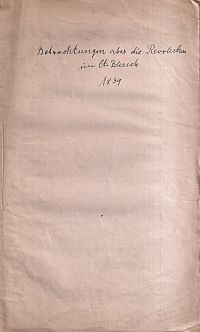 Betrachtungen über die Revolution
im Ct. Zürich
1839